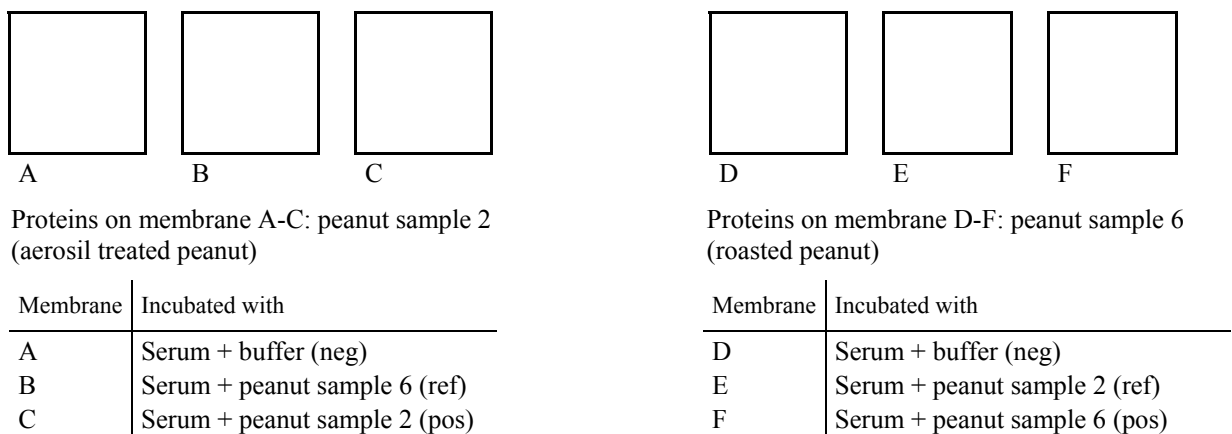 A B C D E F
Proteins on membrane A-C: peanut sample 2
(aerosil treated peanut)
Membrane Incubated with
A Serum + buffer (neg)
B Serum + peanut sample 6 (ref)
C Serum + peanut sample 2 (pos)
Proteins on membrane D-F: peanut sample 6
(roasted peanut)
Membrane Incubated with
D Serum + buffer (neg)
E Serum + peanut sample 2 (ref)
F Serum + peanut sample 6 (pos)